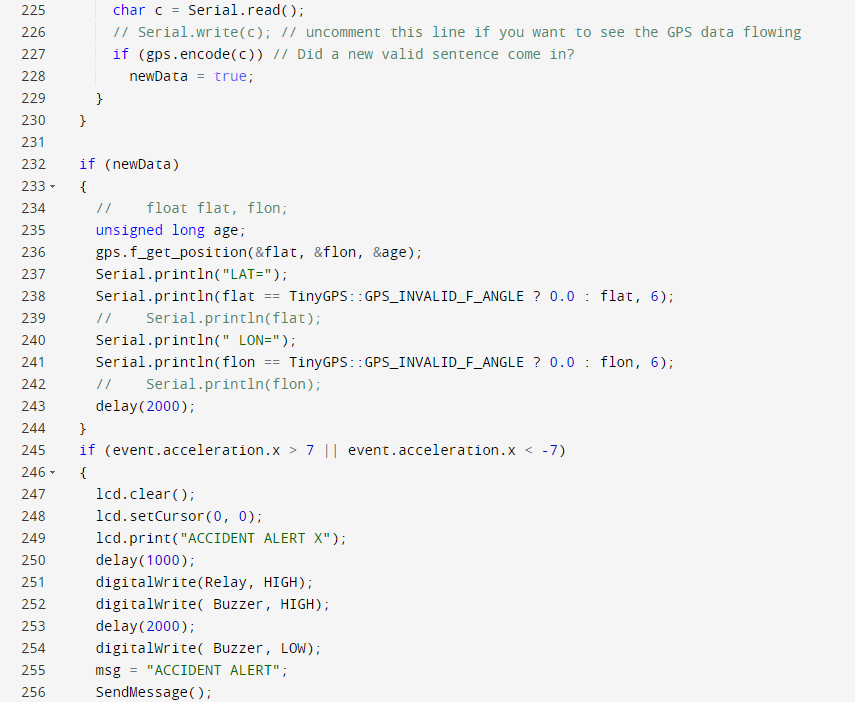 225 char c = Serial.read();
226 // Serial.write(c); // uncomment this line if you want to see the GPS data flowing
227 if (gps.encode(c)) // Did a new valid sentence come in?
228 newData = true;
229 }
230 }
231
232 if (newData)
233 {
234 //    float flat, flon;
235 unsigned long age;
236 gps.f_get_position(&flat, &flon, &age);
237 Serial.println("LAT=");
238 Serial.println(flat == TinyGPS::GPS_INVALID_F_ANGLE ? 0.0 : flat, 6);
239 //    Serial.println(flat);
240 Serial.println(" LON=");
241 Serial.println(flon == TinyGPS::GPS_INVALID_F_ANGLE ? 0.0 : flon, 6);
242 //    Serial.println(flon);
243 delay(2000);
244 }
245 if (event.acceleration.x > 7 || event.acceleration.x < -7)
246 {
247 lcd.clear();
248 lcd.setCursor(0, 0);
249 lcd.print("ACCIDENT ALERT X");
250 delay(1000);
251 digitalWrite(Relay, HIGH);
252 digitalWrite( Buzzer, HIGH);
253 delay(2000);
254 digitalWrite( Buzzer, LOW);
255 msg = "ACCIDENT ALERT";
256 SendMessage();